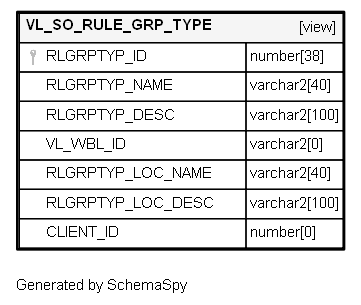 VL_SO_RULE_GRP_TYPE [view]
RLGRPTYP_ID number[38]
RLGRPTYP_NAME varchar2[40]
RLGRPTYP_DESC varchar2[100]
VL_WBL_ID varchar2[0]
RLGRPTYP_LOC_NAME varchar2[40]
RLGRPTYP_LOC_DESC varchar2[100]
CLIENT_ID number[0]
Generated by SchemaSpy